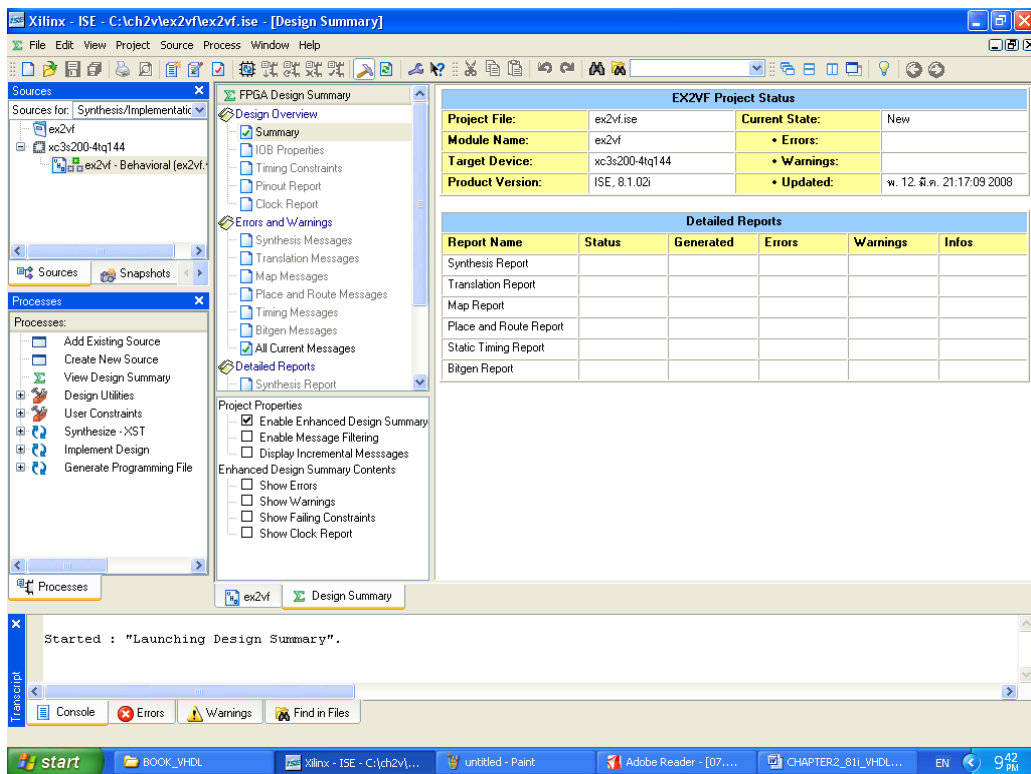 Xilinx - ISE - C:\ch2v\ex2vf\ex2vf.ise - [Design Summary]
File Edit View Project Source Process Window Help
Sources
Sources for: Synthesis/Implementatic
ex2vf
xc3s200-4tq144
ex2vf - Behavioral (ex2vf.
Sources
Snapshots
Processes
Processes:
Add Existing Source
Create New Source
View Design Summary
Design Utilities
User Constraints
Synthesize - XST
Implement Design
Generate Programming File
Processes
FPGA Design Summary
Design Overview
Summary
IOB Properties
Timing Constraints
Pinout Report
Clock Report
Errors and Warnings
Synthesis Messages
Translation Messages
Map Messages
Place and Route Messages
Timing Messages
Bitgen Messages
All Current Messages
Detailed Reports
Synthesis Report
Project Properties
Enable Enhanced Design Summary
Enable Message Filtering
Display Incremental Messsages
Enhanced Design Summary Contents
Show Errors
Show Warnings
Show Failing Constraints
Show Clock Report
EX2VF Project Status
Project File: ex2vf.ise Current State: New
Module Name: ex2vf • Errors:
Target Device: xc3s200-4tq144 • Warnings:
Product Version: ISE, 8.1.02i • Updated: พ. 12. มี.ค. 21:17:09 2008
Detailed Reports
Report Name Status Generated Errors Warnings Infos
Synthesis Report
Translation Report
Map Report
Place and Route Report
Static Timing Report
Bitgen Report
ex2vf
Design Summary
Started : "Launching Design Summary".
Transcript
Console
Errors
Warnings
Find in Files
start
BOOK_VHDL
Xilinx - ISE - C:\ch2v\...
untitled - Paint
Adobe Reader - [07....
CHAPTER2_81i_VHDL...
EN
9:42 PM